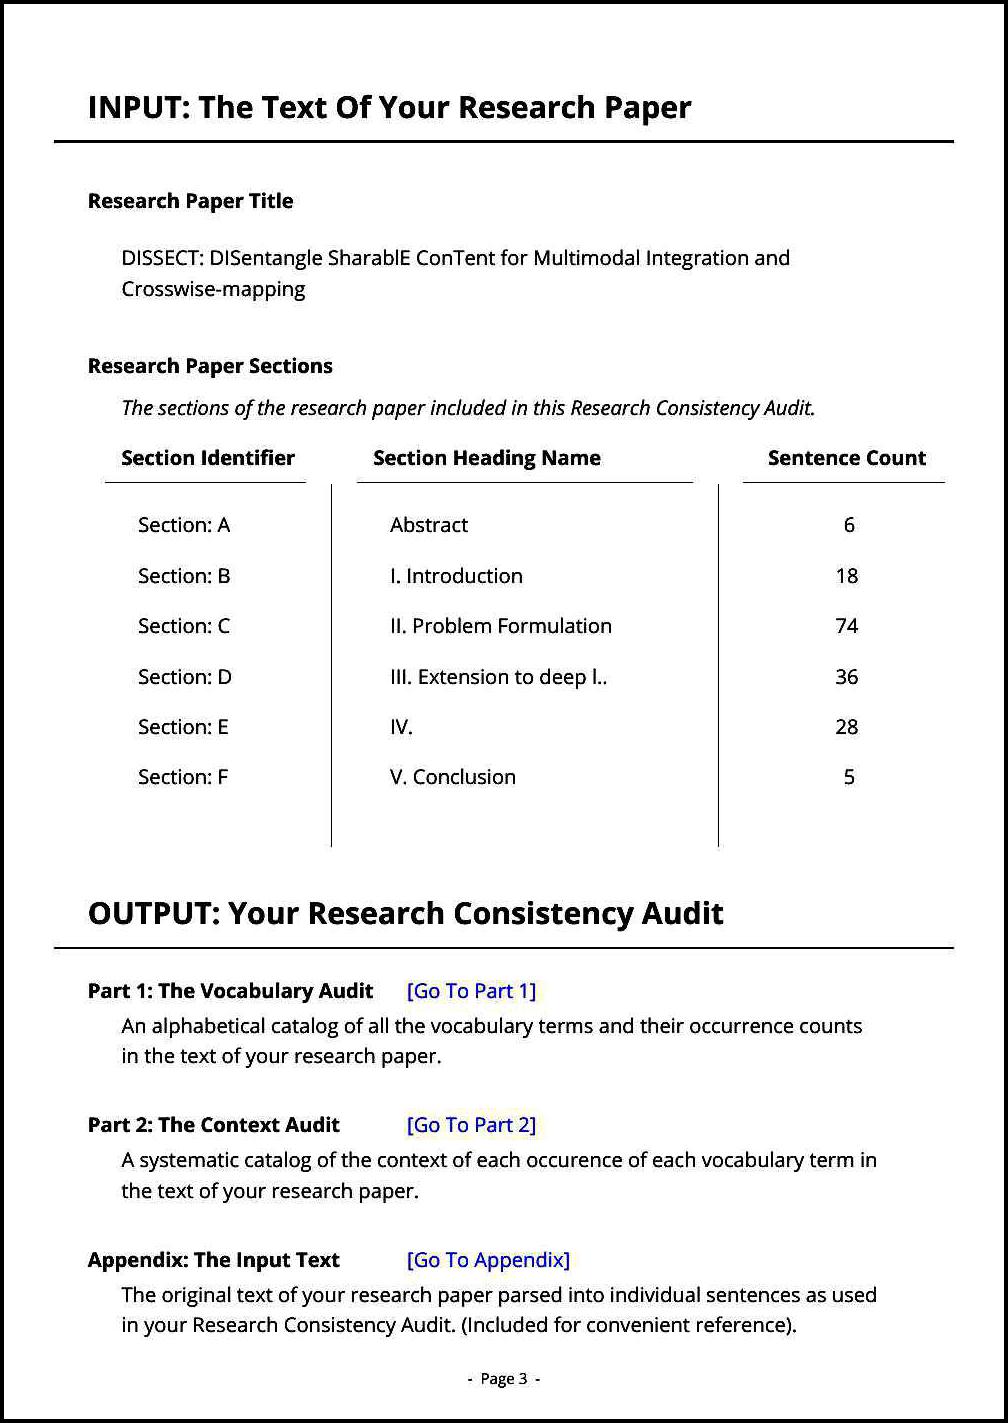 INPUT: The Text Of Your Research Paper
Research Paper Title
DISSECT: DISentangle SharablE ConTent for Multimodal Integration and
Crosswise-mapping
Research Paper Sections
The sections of the research paper included in this Research Consistency Audit.
Section Identifier Section Heading Name Sentence Count
Section: A Abstract 6
Section: B I. Introduction 18
Section: C II. Problem Formulation 74
Section: D III. Extension to deep l.. 36
Section: E IV. 28
Section: F V. Conclusion 5
OUTPUT: Your Research Consistency Audit
Part 1: The Vocabulary Audit [Go To Part 1]
An alphabetical catalog of all the vocabulary terms and their occurrence counts
in the text of your research paper.
Part 2: The Context Audit [Go To Part 2]
A systematic catalog of the context of each occurence of each vocabulary term in
the text of your research paper.
Appendix: The Input Text [Go To Appendix]
The original text of your research paper parsed into individual sentences as used
in your Research Consistency Audit. (Included for convenient reference).
- Page 3 -